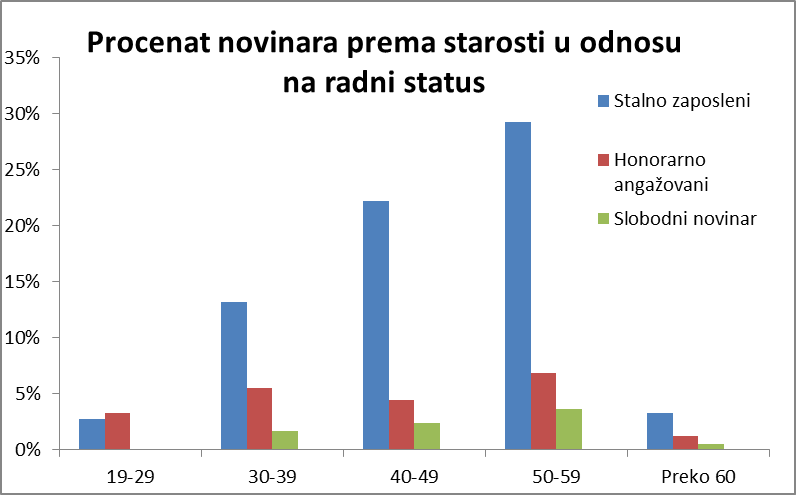 Procenat novinara prema starosti u odnosu
na radni status
35%
30%
25%
20%
15%
10%
5%
0%
Stalno zaposleni
Honorarno
angažovani
Slobodni novinar
19-29 30-39 40-49 50-59 Preko 60